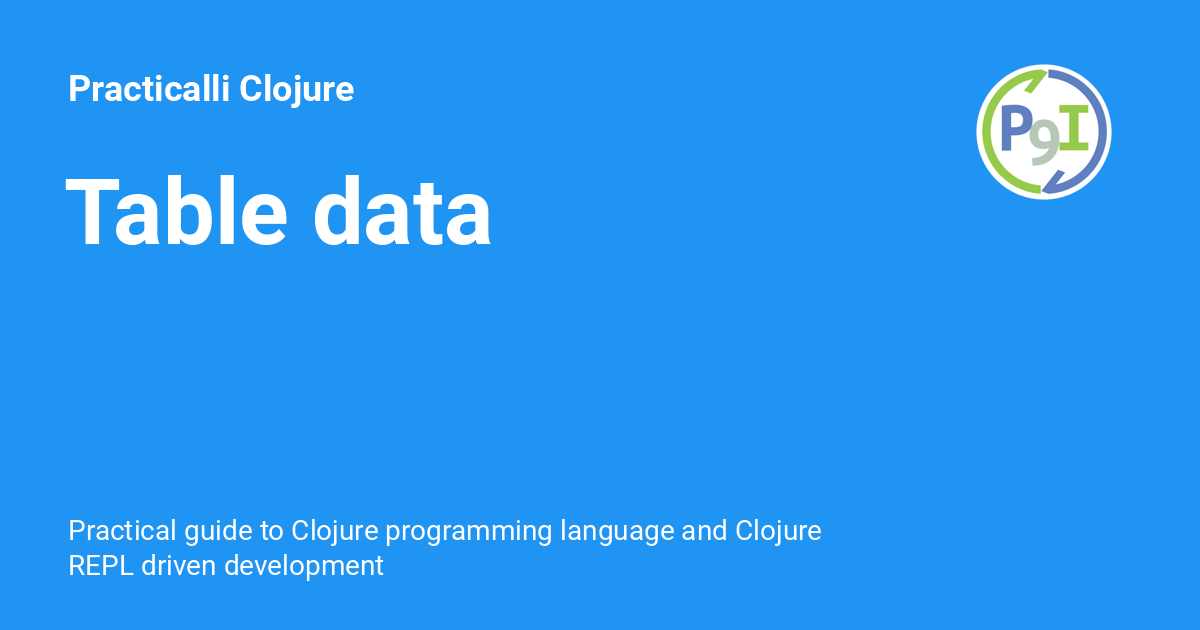 Practicalli Clojure
Table data
P9I
Practical guide to Clojure programming language and Clojure
REPL driven development